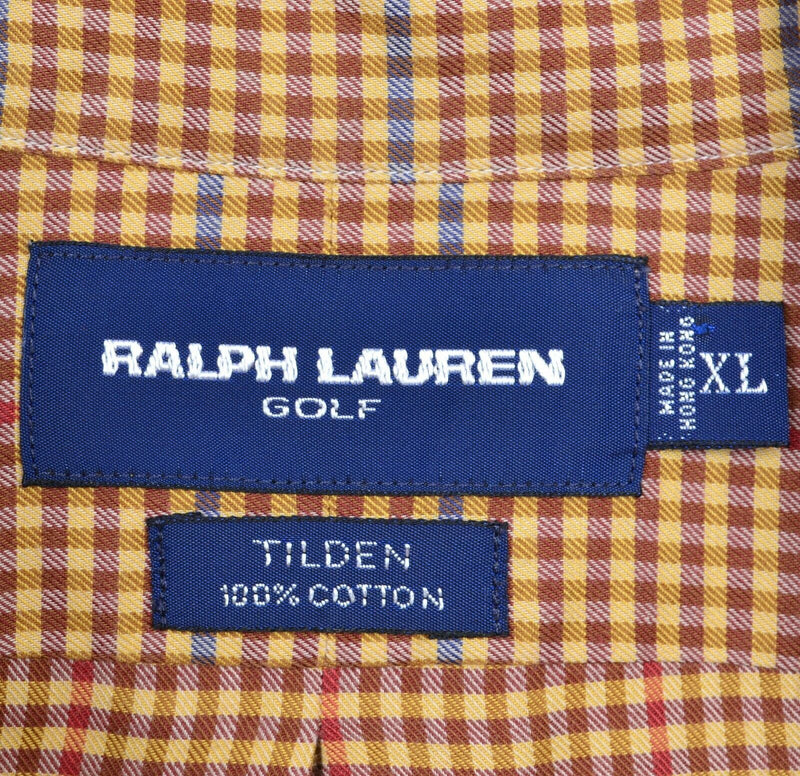 RALPH LAUREN
GOLF
MADE IN
HONG KONG
XL
TILDEN
100% COTTON